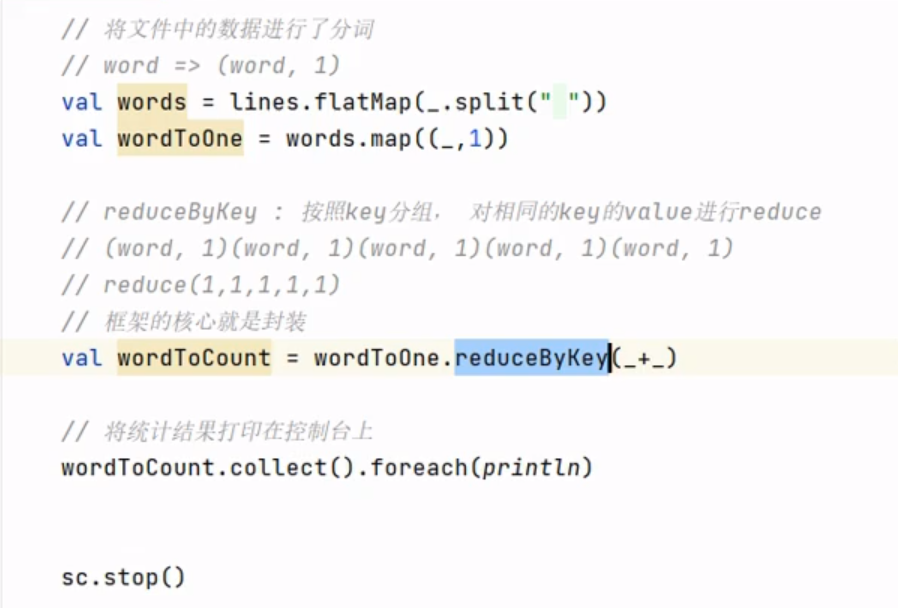 // 将文件中的数据进行了分词
// word => (word, 1)
val words = lines.flatMap(_.split(" "))
val wordToOne = words.map((_,1))
// reduceByKey : 按照key分组， 对相同的key的value进行reduce
// (word, 1)(word, 1)(word, 1)(word, 1)(word, 1)
// reduce(1,1,1,1,1)
// 框架的核心就是封装
val wordToCount = wordToOne.reduceByKey(_+_)
// 将统计结果打印在控制台上
wordToCount.collect().foreach(println)
sc.stop()